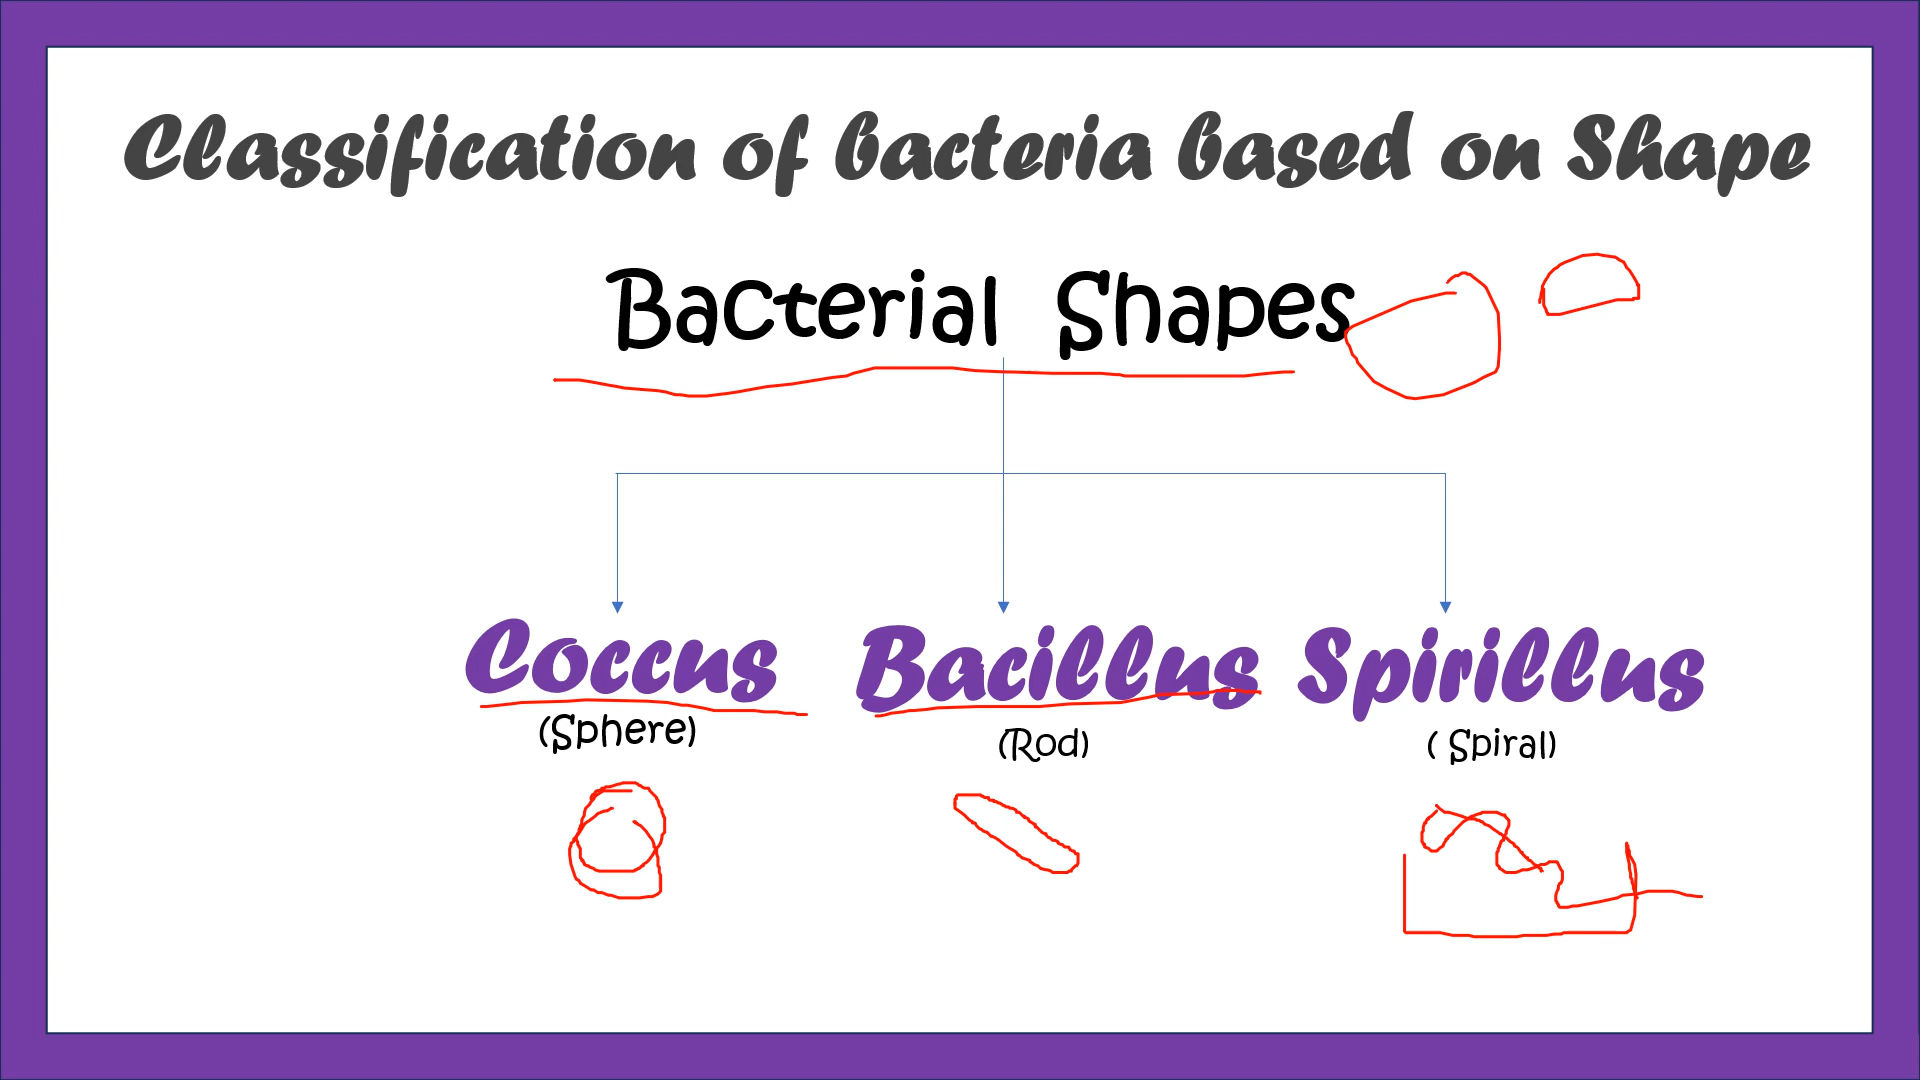 Classification of bacteria based on Shape
Bacterial Shapes
Coccus Bacillus Spirillus
(Sphere) (Rod) ( Spiral)